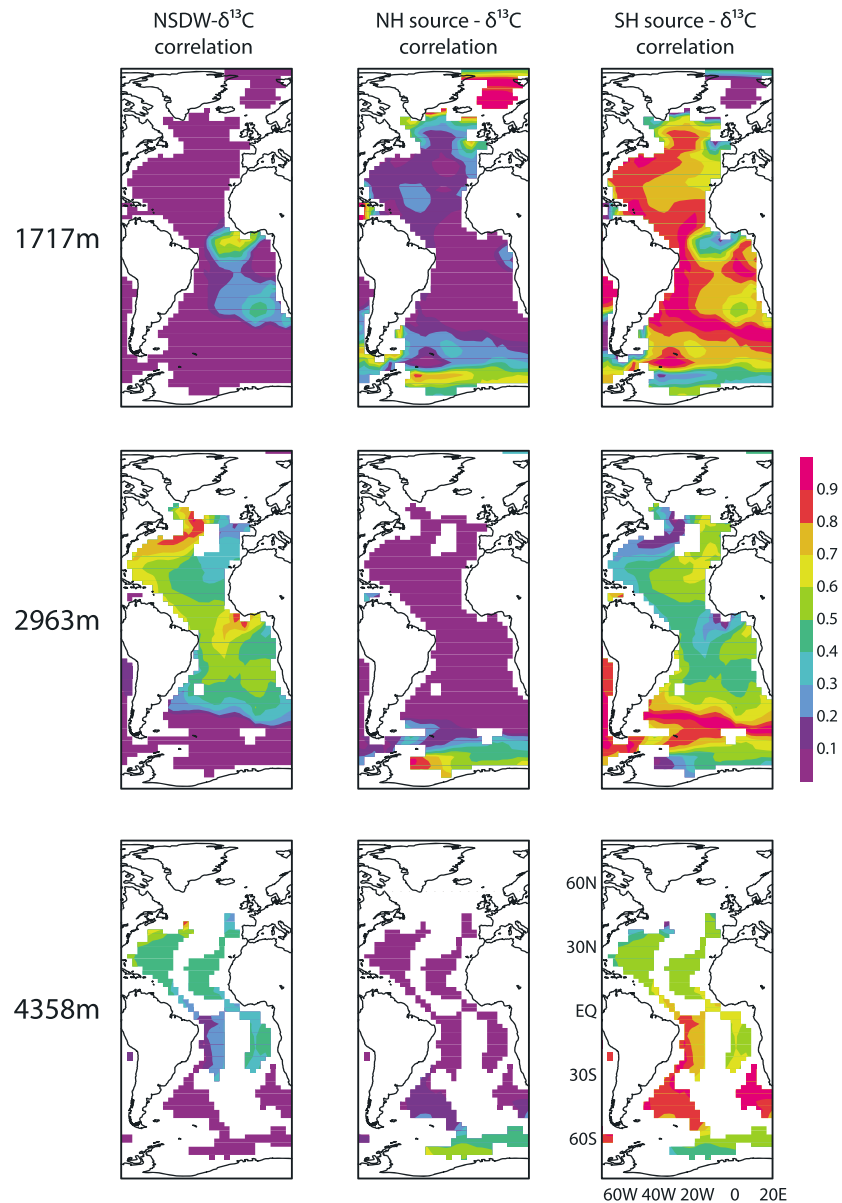 NSDW-δ¹³C
correlation
NH source - δ¹³C
correlation
SH source - δ¹³C
correlation
1717m
2963m
0.9
0.8
0.7
0.6
0.5
0.4
0.3
0.2
0.1
4358m
60N
30N
EQ
30S
60S
60W 40W 20W 0 20E